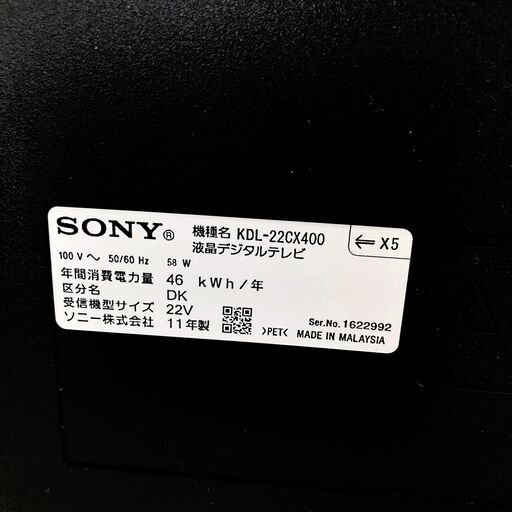 SONY®
機種名 KDL-22CX400
液晶デジタルテレビ
⇐ X5
100 V ～ 50/60 Hz 58 W
年間消費電力量 46 kWh/年
区分名 DK
受信機型サイズ 22V
ソニー株式会社 11年製
>PET<
Ser.No. 1622992
MADE IN MALAYSIA